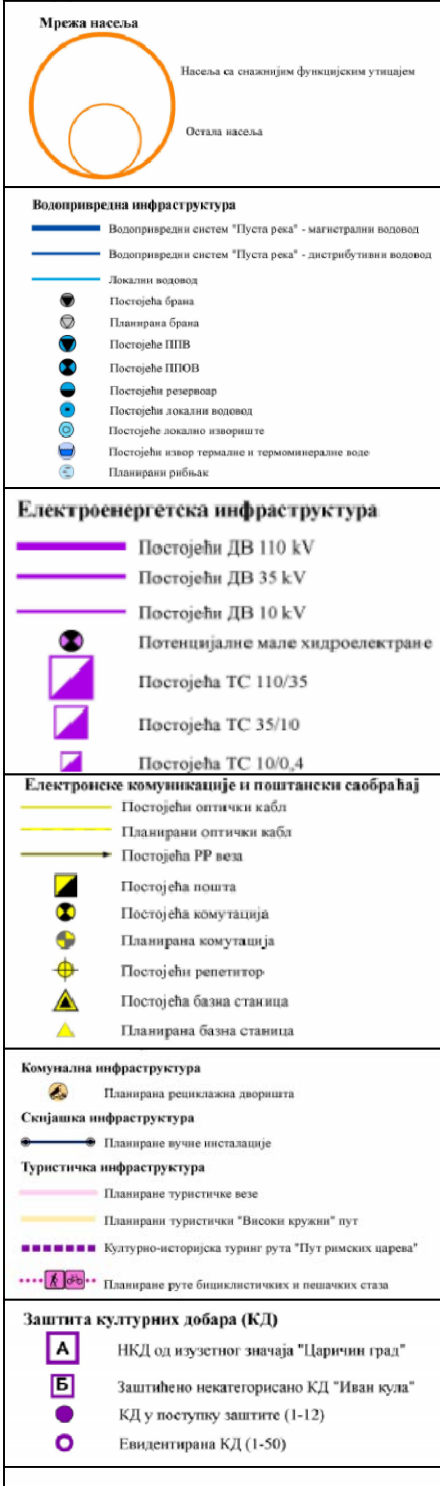 Мрежа насеља
Насеља са снажнијим функцијским утицајем
Остала насеља
Водопривредна инфраструктура
Водопривредни систем "Пуста река" - магистрални водовод
Водопривредни систем "Пуста река" - дистрибутивни водовод
Локални водовод
Постојећа брана
Планирана брана
Постојеће ППВ
Постојеће ППОВ
Постојећи резервоар
Постојећи локални водовод
Постојеће локално извориште
Постојећи извор термалне и термоминералне воде
Планирани рибњак
Електроенергетска инфраструктура
Постојећи ДВ 110 kV
Постојећи ДВ 35 kV
Постојећи ДВ 10 kV
Потенцијалне мале хидроелектране
Постојећа ТС 110/35
Постојећа ТС 35/10
Постојећа ТС 10/0,4
Електронске комуникације и поштански саобраћај
Постојећи оптички кабл
Планирани оптички кабл
Постојећа РР веза
Постојећа пошта
Постојећа комутација
Планирана комутација
Постојећи репетитор
Постојећа базна станица
Планирана базна станица
Комунална инфраструктура
Планирана рециклажна дворишта
Скијашка инфраструктура
Планиране вучне инсталације
Туристичка инфраструктура
Планиране туристичке везе
Планирани туристички "Високи кружни" пут
Културно-историјска туринг рута "Пут римских царева"
Планиране руте бициклистичких и пешачких стаза
Заштита културних добара (КД)
А НКД од изузетног значаја "Царичин град"
Б Заштићено некатегорисано КД "Иван кула"
КД у поступку заштите (1-12)
Евидентирана КД (1-50)